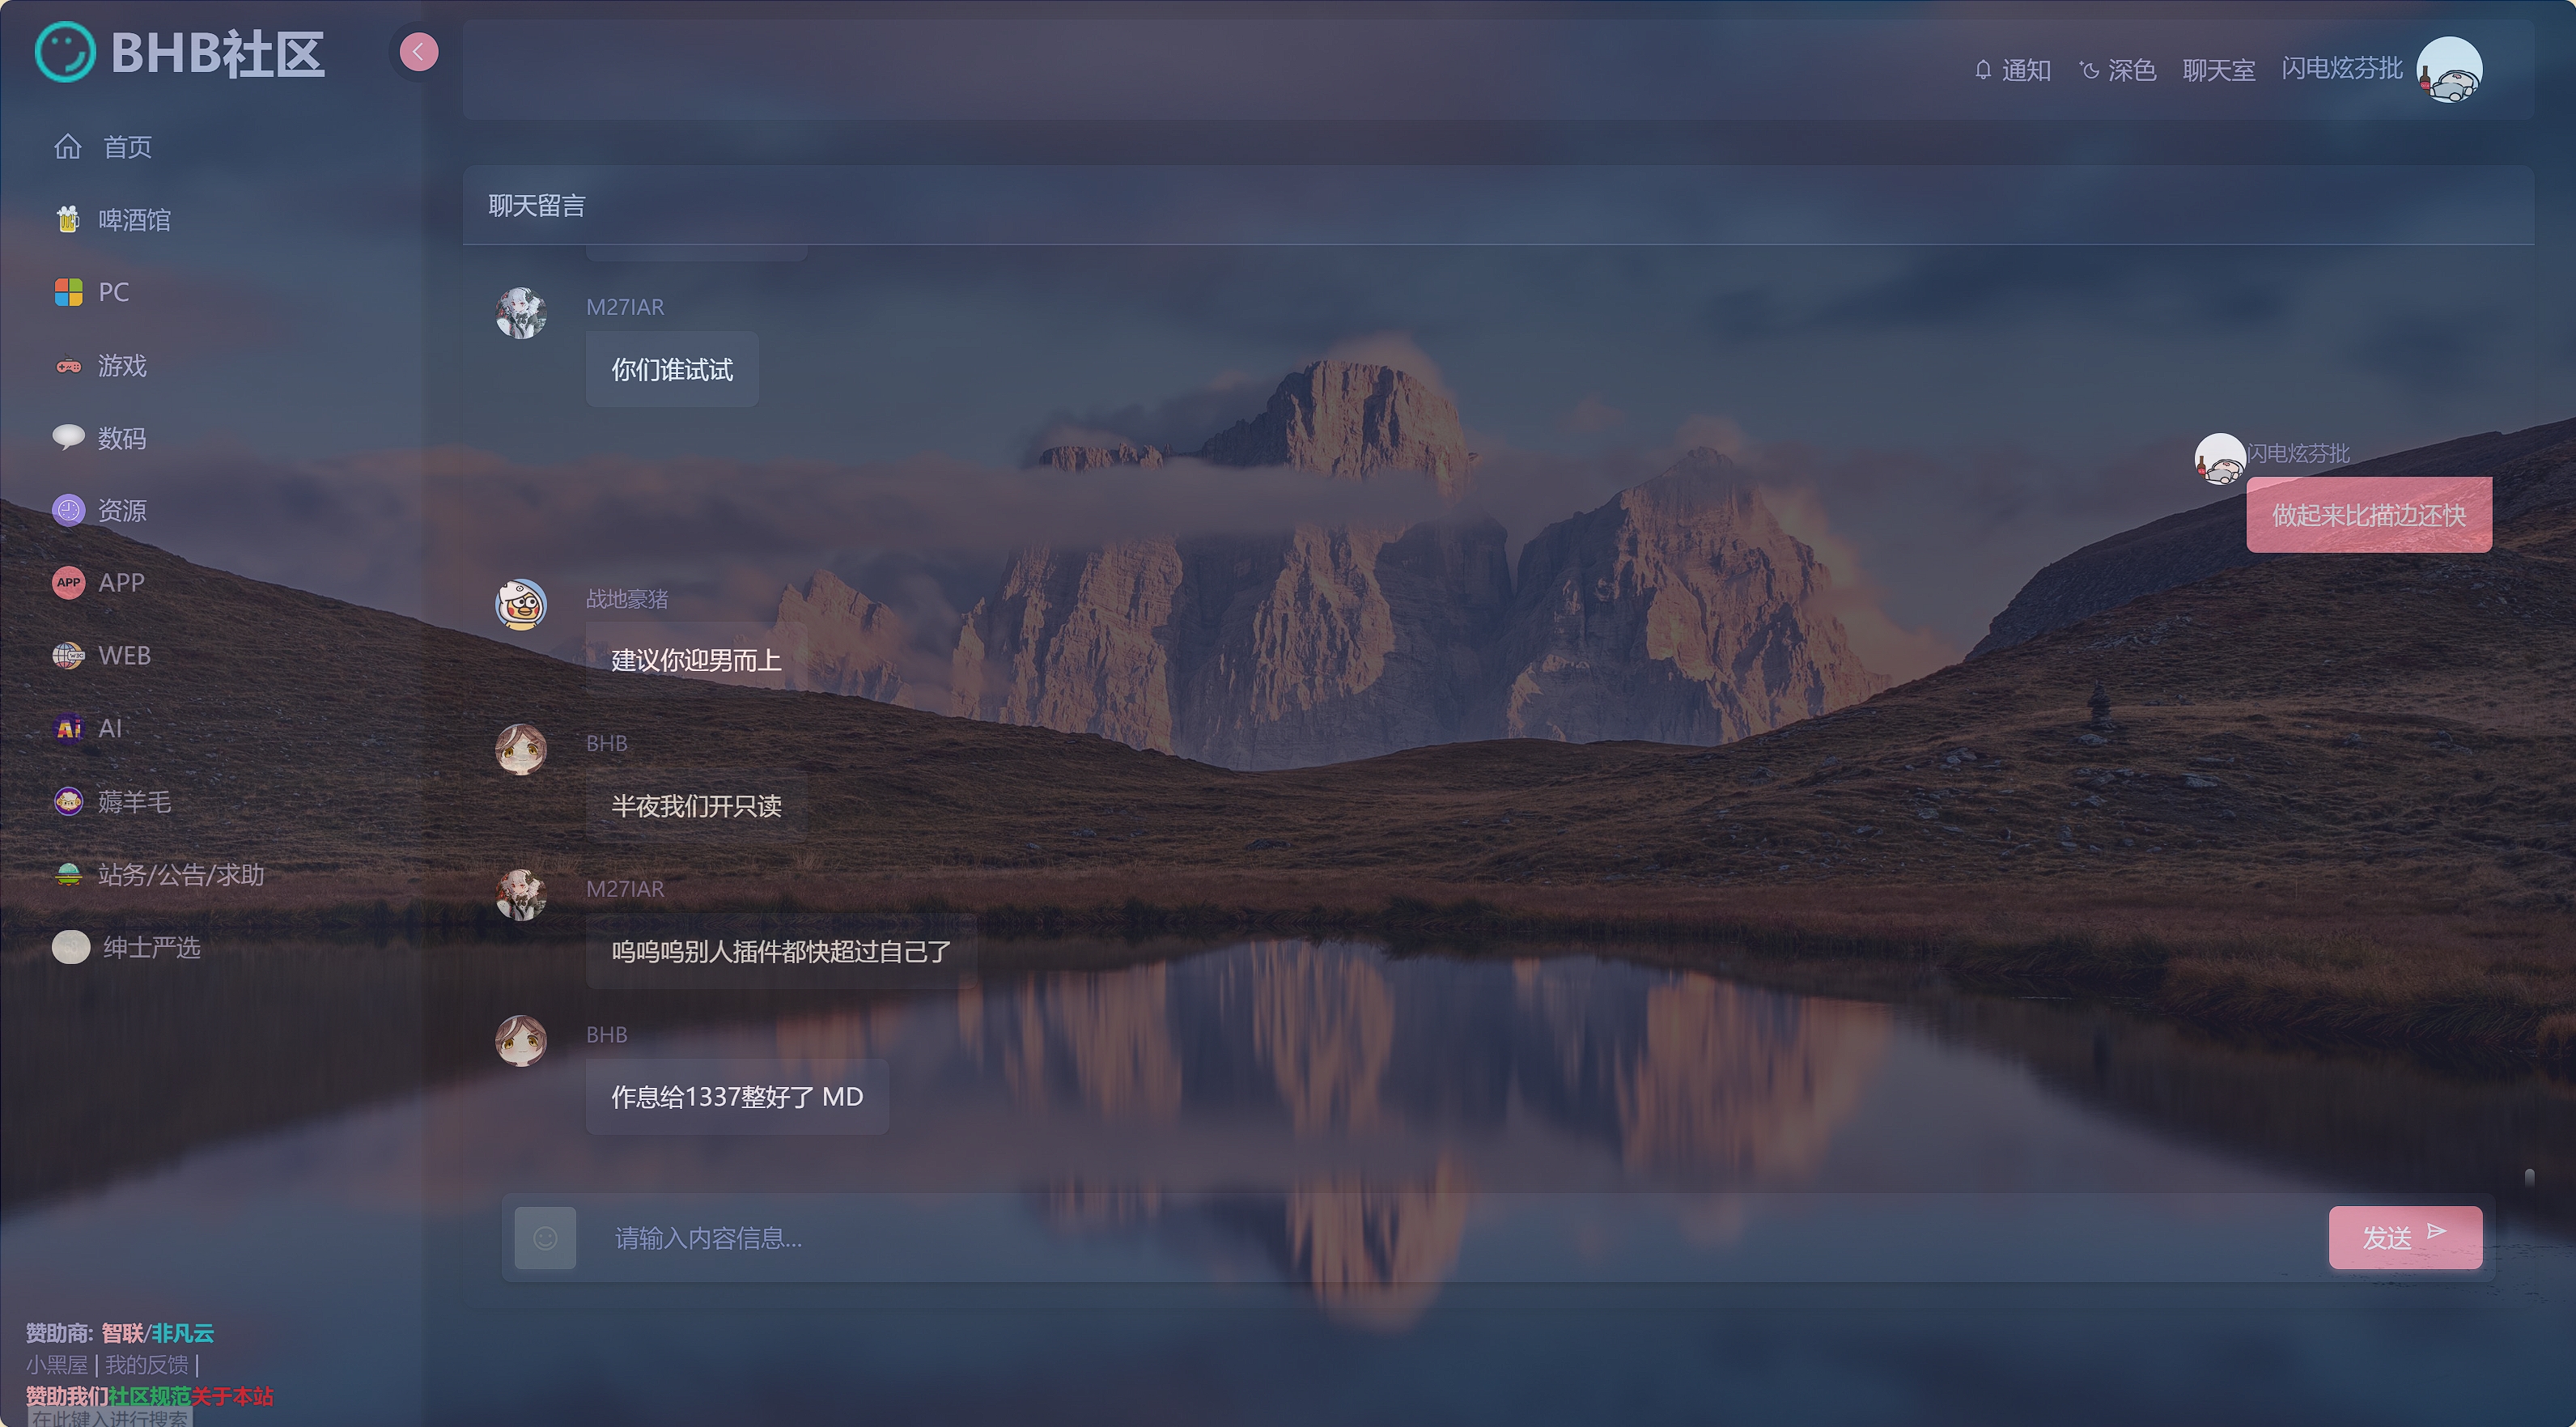 BHB社区
通知
深色
聊天室
闪电炫芬批
首页
啤酒馆
PC
游戏
数码
资源
APP
APP
WEB
AI
薅羊毛
站务/公告/求助
绅士严选
聊天留言
M27IAR
你们谁试试
闪电炫芬批
做起来比描边还快
战地豪猪
建议你迎男而上
BHB
半夜我们开只读
M27IAR
呜呜呜别人插件都快超过自己了
BHB
作息给1337整好了 MD
请输入内容信息...
发送
赞助商: 智联/非凡云
小黑屋 | 我的反馈 |
赞助我们社区规范关于本站
在此键入进行搜索